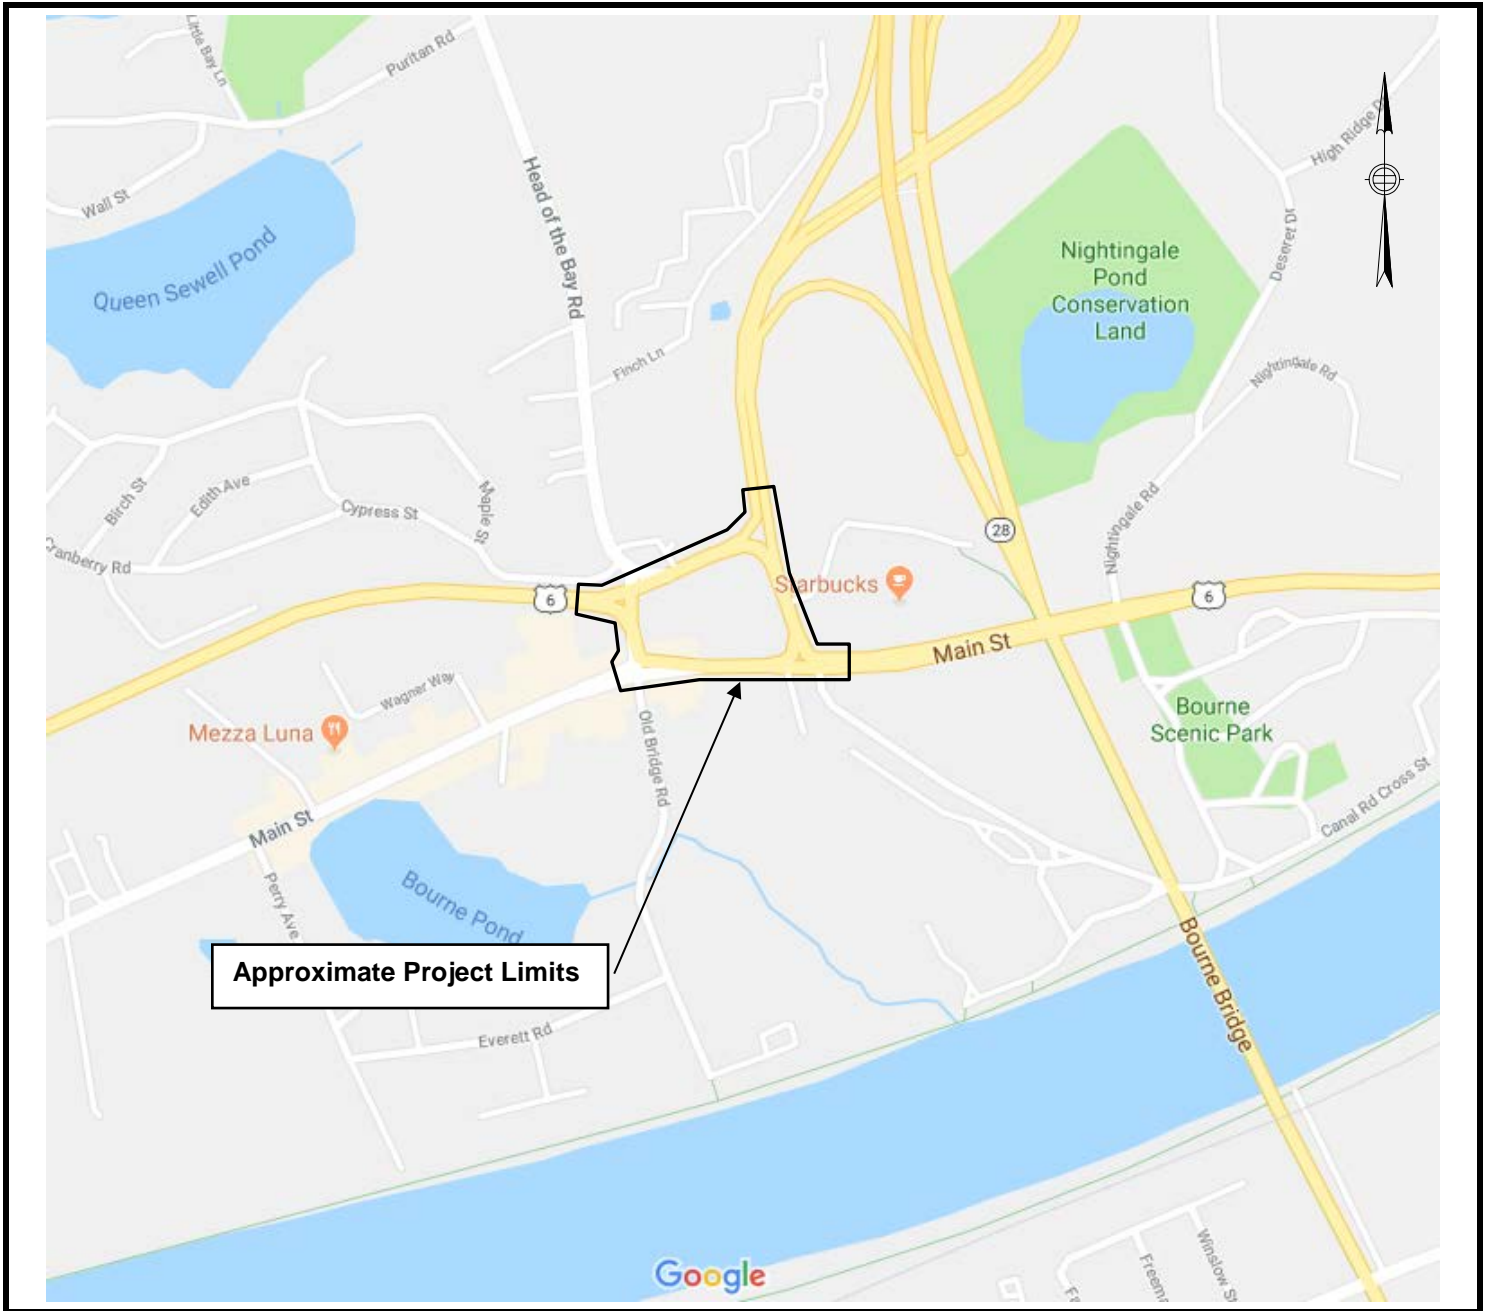 Little Bay Ln
Puritan Rd
High Ridge D
Wall St
Head of the Bay Rd
Queen Sewell Pond
Deseret Dr
Nightingale
Pond
Conservation
Land
Finch Ln
Nightingale Rd
Birch St
Edith Ave
Cypress St
Maple St
Cranberry Rd
Nightingale Rd
28
Starbucks
6
6
Main St
Wagner Way
Mezza Luna
Old Bridge Rd
Bourne
Scenic Park
Main St
Canal Rd Cross St
Perry Ave
Bourne Pond
Approximate Project Limits
Bourne Bridge
Everett Rd
Winslow St
Freema
Google